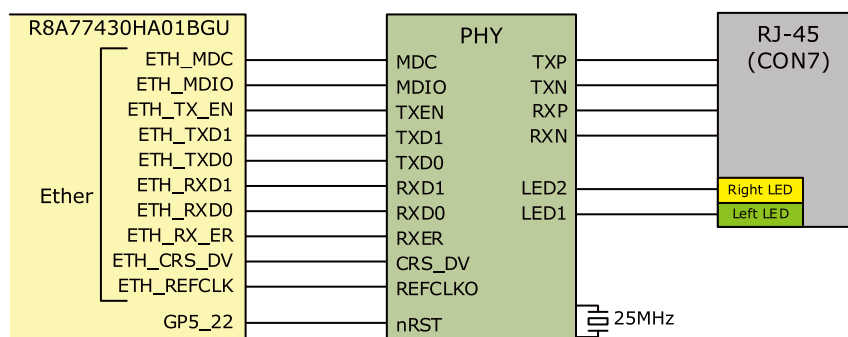 R8A77430HA01BGU
Ether
ETH_MDC
ETH_MDIO
ETH_TX_EN
ETH_TXD1
ETH_TXD0
ETH_RXD1
ETH_RXD0
ETH_RX_ER
ETH_CRS_DV
ETH_REFCLK
GP5_22
PHY
MDC
MDIO
TXEN
TXD1
TXD0
RXD1
RXD0
RXER
CRS_DV
REFCLKO
nRST
TXP
TXN
RXP
RXN
LED2
LED1
25MHz
RJ-45
(CON7)
Right LED
Left LED